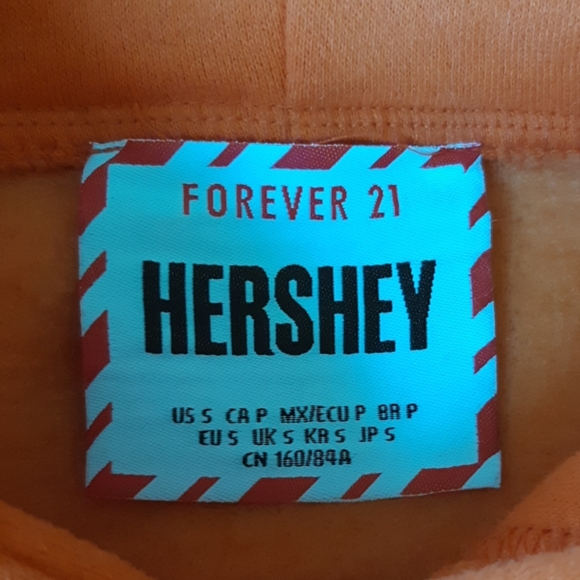 FOREVER 21
HERSHEY
US S CA P MX/ECU P BR P
EU S UK S KR S JP S
CN 160/84A